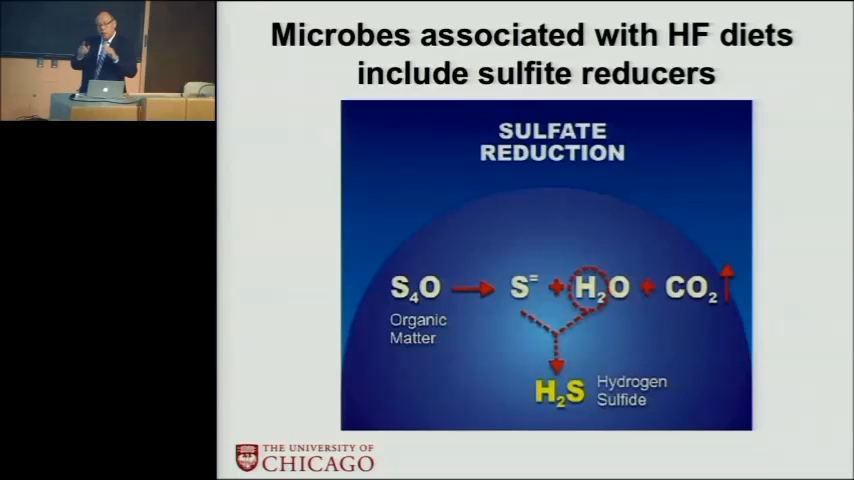 Microbes associated with HF diets
include sulfite reducers
SULFATE
REDUCTION
S₄O → S⁼ + H₂O + CO₂ ↑
Organic
Matter
H₂S Hydrogen
Sulfide
THE UNIVERSITY OF
CHICAGO